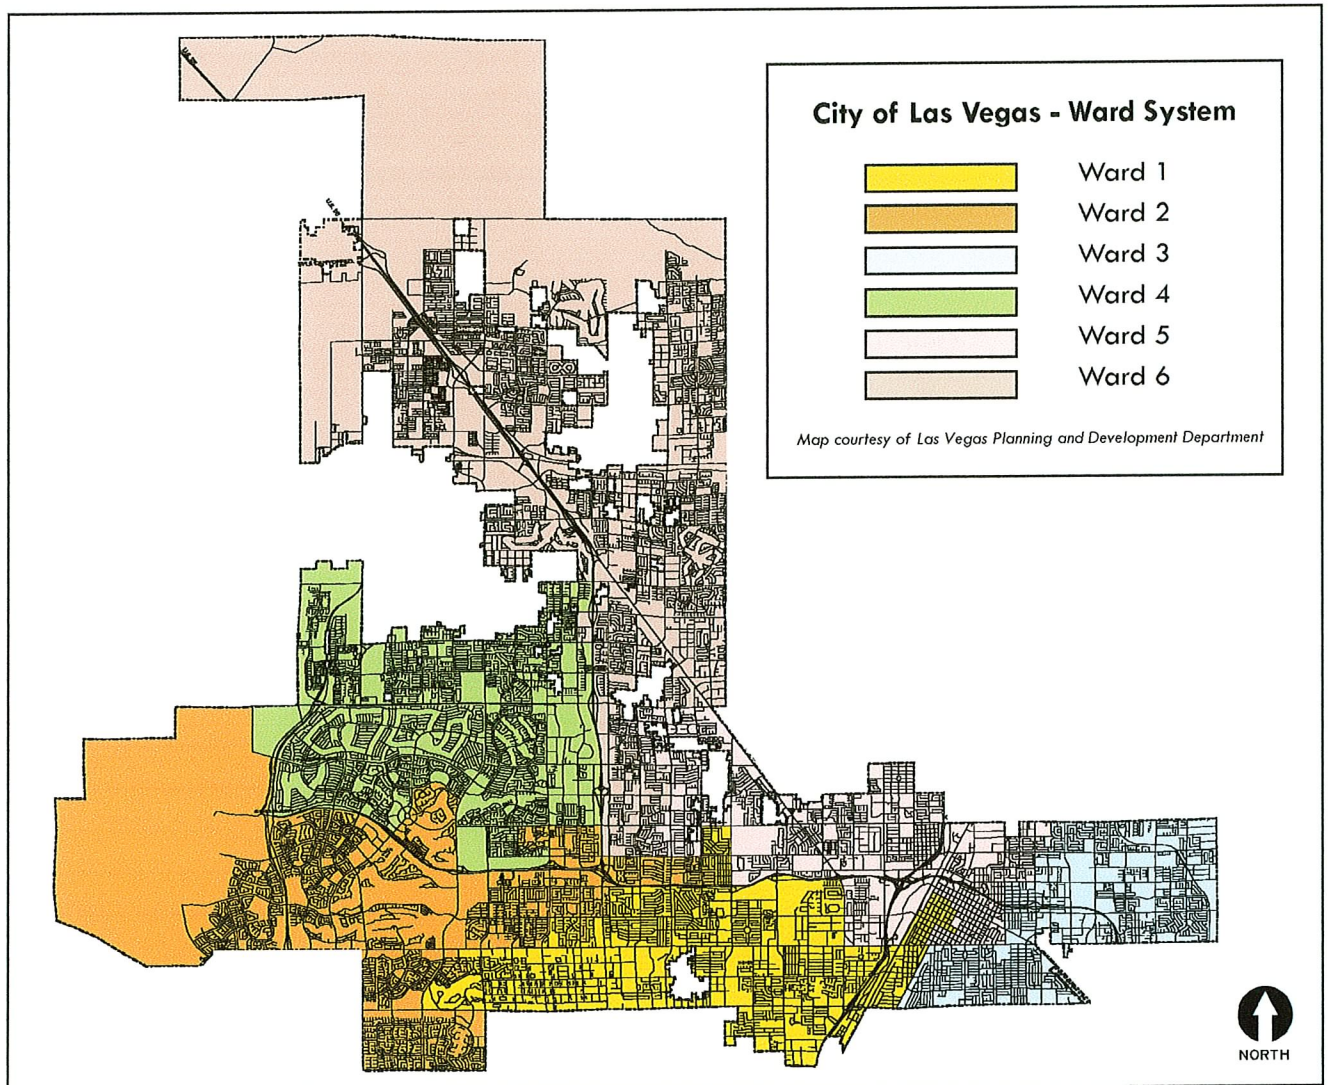 City of Las Vegas - Ward System
Ward 1
Ward 2
Ward 3
Ward 4
Ward 5
Ward 6
Map courtesy of Las Vegas Planning and Development Department
NORTH